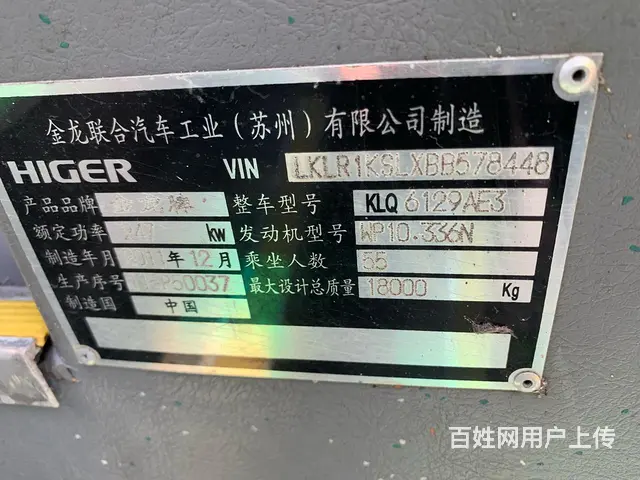 金龙联合汽车工业（苏州）有限公司制造
HIGER VIN LKLR1KSLXBB578448
产品品牌 牌 整车型号 KLQ 6129AE3
额定功率 kw 发动机型号 WP10.336N
制造年月 年12月 乘坐人数 55
生产序号 50037 最大设计总质量 18000 Kg
制造国 中国
百姓网用户上传